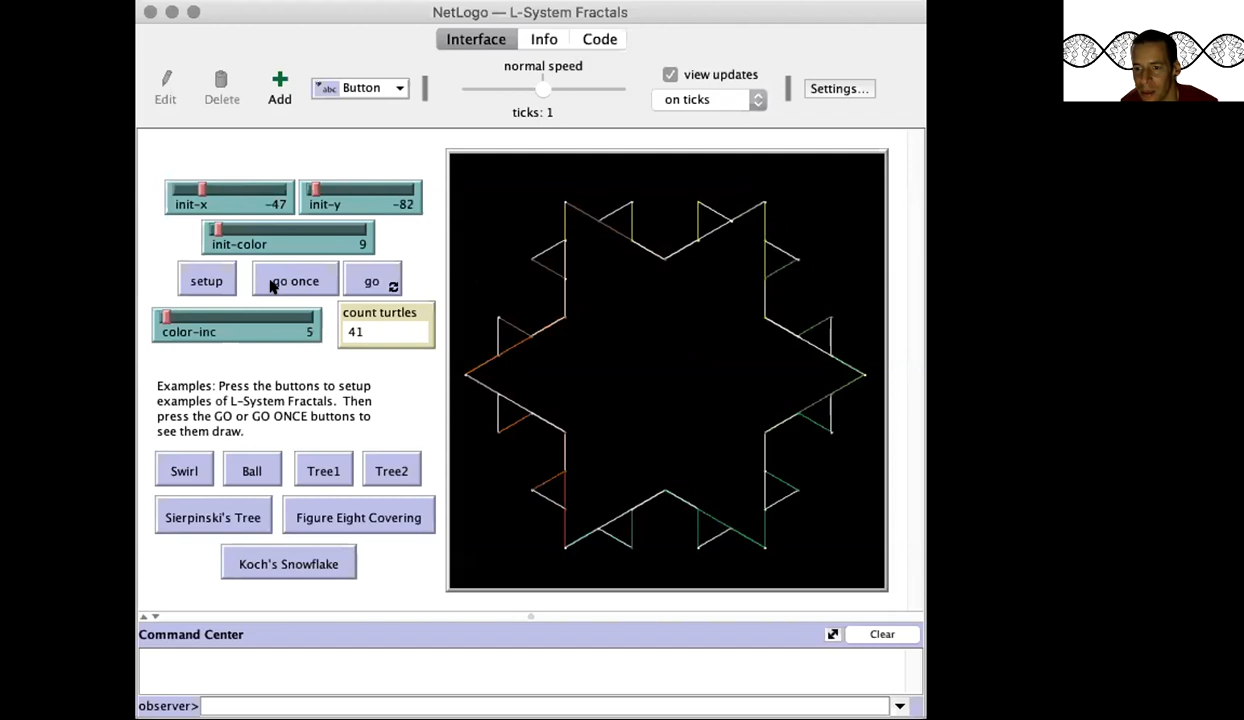 NetLogo — L-System Fractals
Interface Info Code
normal speed
Edit Delete Add abc Button view updates
on ticks Settings...
ticks: 1
init-x -47 init-y -82
init-color 9
setup go once go
count turtles
color-inc 5 41
Examples: Press the buttons to setup
examples of L-System Fractals. Then
press the GO or GO ONCE buttons to
see them draw.
Swirl Ball Tree1 Tree2
Sierpinski's Tree Figure Eight Covering
Koch's Snowflake
Command Center Clear
observer>